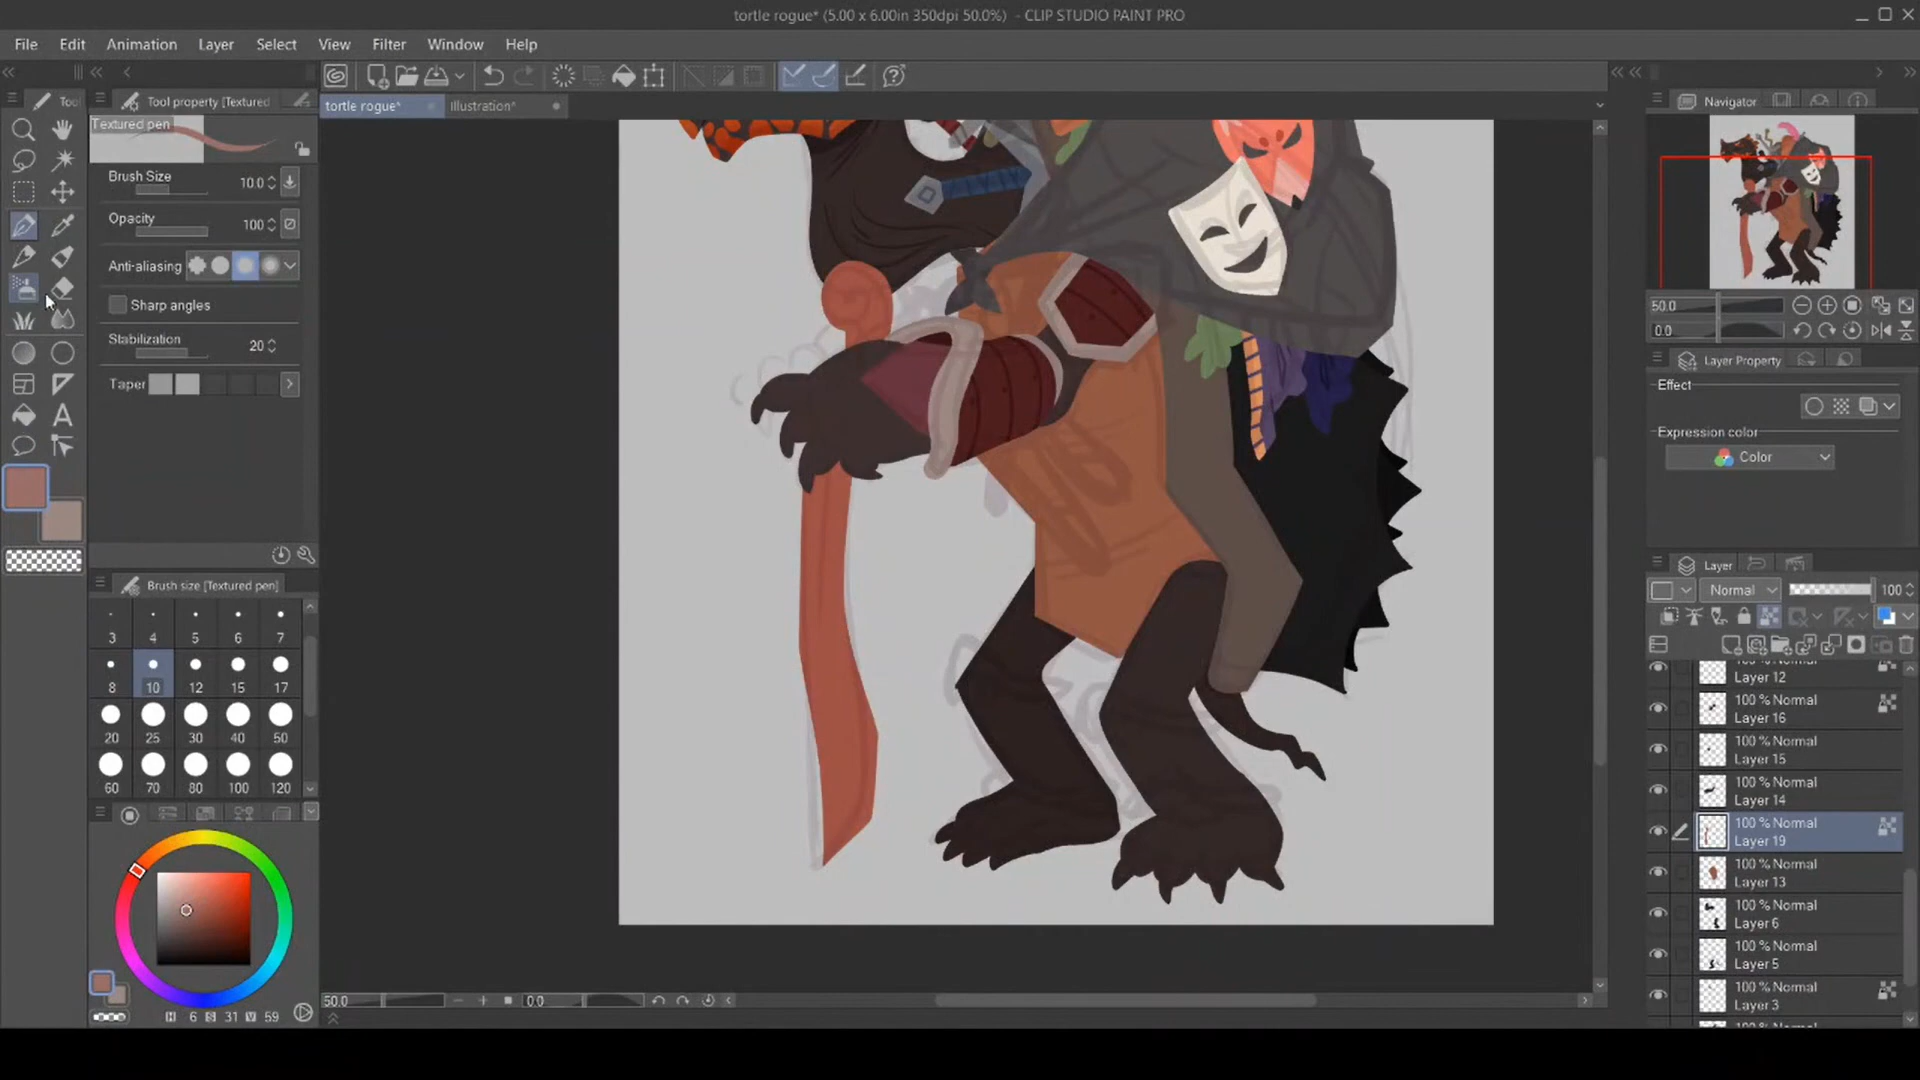 tortle rogue* (5.00 x 6.00in 350dpi 50.0%) - CLIP STUDIO PAINT PRO
File Edit Animation Layer Select View Filter Window Help
Tool property [Textured
Textured pen
Brush Size 10.0
Opacity 100
Anti-aliasing
Sharp angles
Stabilization 20
Taper
Brush size [Textured pen]
3 4 5 6 7
8 10 12 15 17
20 25 30 40 50
60 70 80 100 120
H 6 S 31 V 59
tortle rogue* Illustration*
50.0 0.0
Navigator
50.0
0.0
Layer Property
Effect
Expression color
Color
Layer
Normal 100
100 % Normal
Layer 12
100 % Normal
Layer 16
100 % Normal
Layer 15
100 % Normal
Layer 14
100 % Normal
Layer 19
100 % Normal
Layer 13
100 % Normal
Layer 6
100 % Normal
Layer 5
100 % Normal
Layer 3